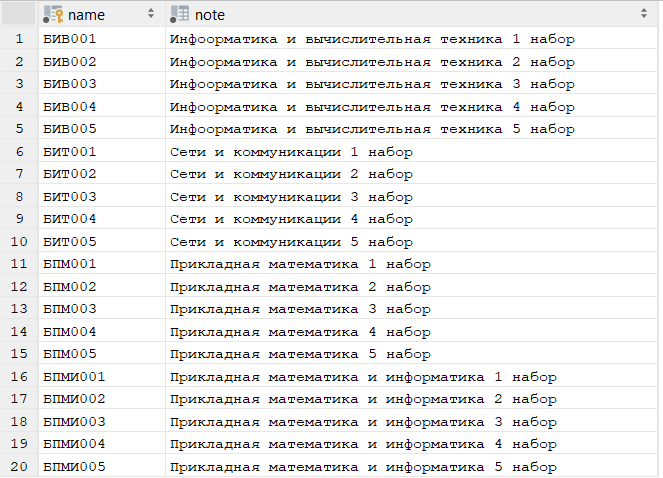 name note
1 БИВ001 Инфоорматика и вычислительная техника 1 набор
2 БИВ002 Инфоорматика и вычислительная техника 2 набор
3 БИВ003 Инфоорматика и вычислительная техника 3 набор
4 БИВ004 Инфоорматика и вычислительная техника 4 набор
5 БИВ005 Инфоорматика и вычислительная техника 5 набор
6 БИТ001 Сети и коммуникации 1 набор
7 БИТ002 Сети и коммуникации 2 набор
8 БИТ003 Сети и коммуникации 3 набор
9 БИТ004 Сети и коммуникации 4 набор
10 БИТ005 Сети и коммуникации 5 набор
11 БПМ001 Прикладная математика 1 набор
12 БПМ002 Прикладная математика 2 набор
13 БПМ003 Прикладная математика 3 набор
14 БПМ004 Прикладная математика 4 набор
15 БПМ005 Прикладная математика 5 набор
16 БПМИ001 Прикладная математика и информатика 1 набор
17 БПМИ002 Прикладная математика и информатика 2 набор
18 БПМИ003 Прикладная математика и информатика 3 набор
19 БПМИ004 Прикладная математика и информатика 4 набор
20 БПМИ005 Прикладная математика и информатика 5 набор